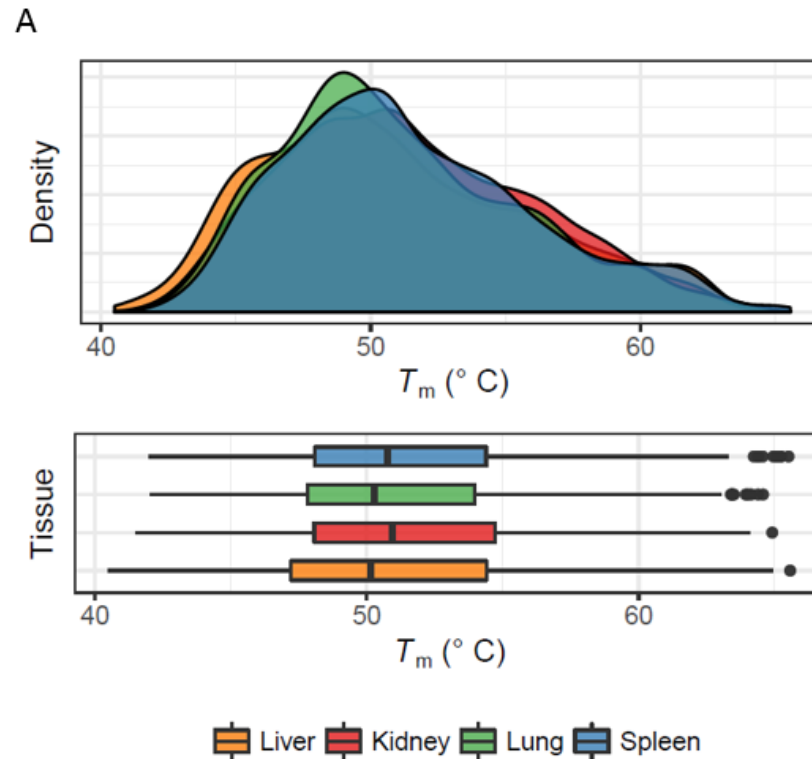 A
Density
40 50 60
Tm (° C)
Tissue
40 50 60
Tm (° C)
Liver Kidney Lung Spleen